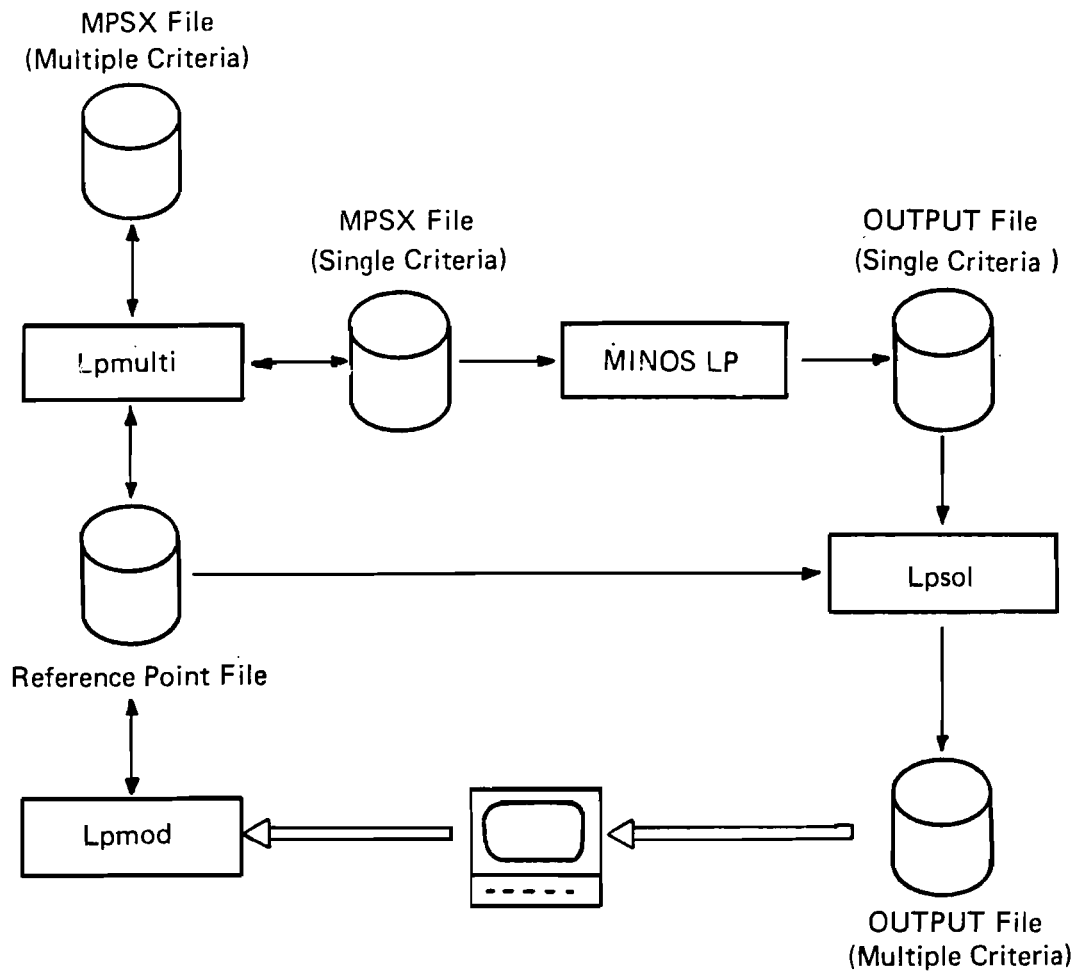 MPSX File
(Multiple Criteria)
MPSX File
(Single Criteria)
OUTPUT File
(Single Criteria )
Lpmulti
MINOS LP
Lpsol
Reference Point File
Lpmod
OUTPUT File
(Multiple Criteria)